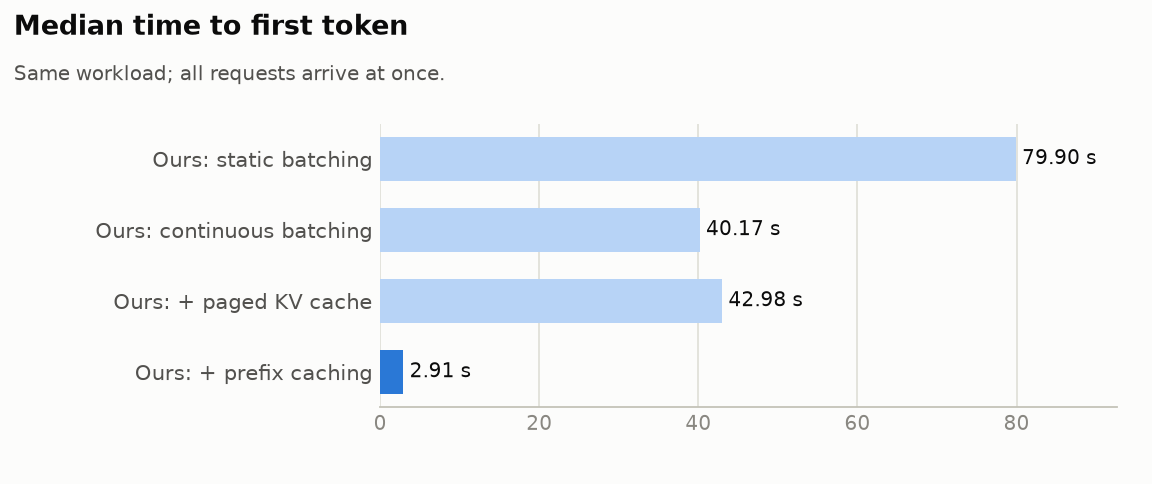 Median time to first token
Same workload; all requests arrive at once.
Ours: static batching 79.90 s
Ours: continuous batching 40.17 s
Ours: + paged KV cache 42.98 s
Ours: + prefix caching 2.91 s
0 20 40 60 80